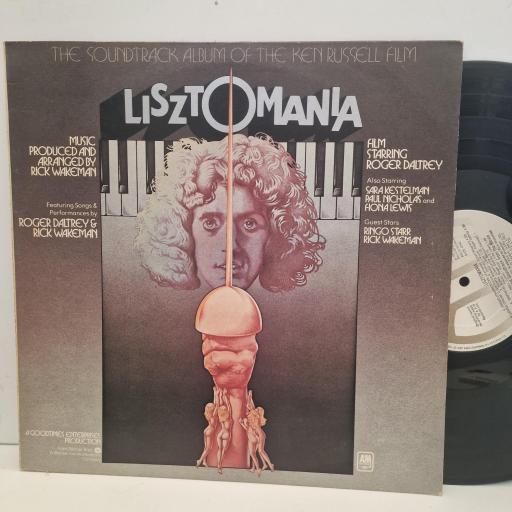 THE SOUNDTRACK ALBUM OF THE KEN RUSSELL FILM
LISZTOMANIA
MUSIC
PRODUCED AND
ARRANGED BY
RICK WAKEMAN
Featuring Songs &
Performances by
ROGER DALTREY &
RICK WAKEMAN
FILM
STARRING
ROGER DALTREY
Also Starring
SARA KESTELMAN
PAUL NICHOLAS and
FIONA LEWIS
Guest Stars
RINGO STARR
RICK WAKEMAN
A GOODTIMES ENTERPRISES
PRODUCTION
AM